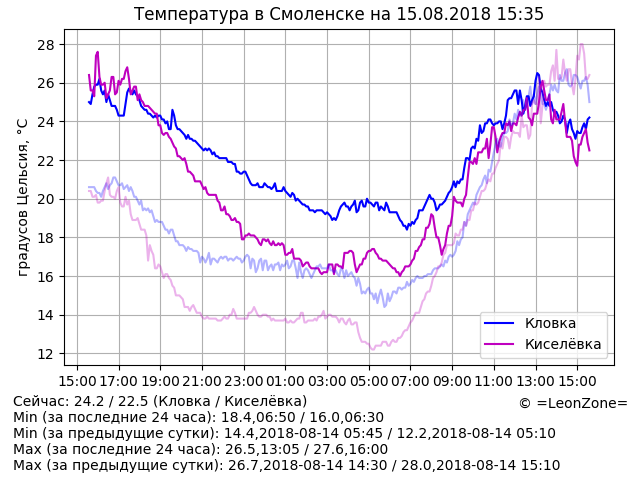 Температура в Смоленске на 15.08.2018 15:35
градусов Цельсия, °C
28
26
24
22
20
18
16
14
12
15:00 17:00 19:00 21:00 23:00 01:00 03:00 05:00 07:00 09:00 11:00 13:00 15:00
Кловка
Киселёвка
Сейчас: 24.2 / 22.5 (Кловка / Киселёвка)
© =LeonZone=
Min (за последние 24 часа): 18.4,06:50 / 16.0,06:30
Min (за предыдущие сутки): 14.4,2018-08-14 05:45 / 12.2,2018-08-14 05:10
Max (за последние 24 часа): 26.5,13:05 / 27.6,16:00
Max (за предыдущие сутки): 26.7,2018-08-14 14:30 / 28.0,2018-08-14 15:10